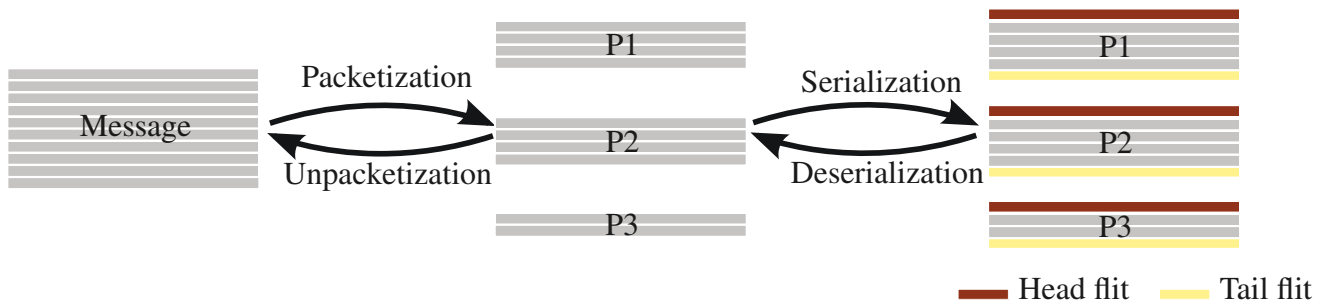 Message
Packetization
Unpacketization
P1
P2
P3
Serialization
Deserialization
P1
P2
P3
Head flit
Tail flit